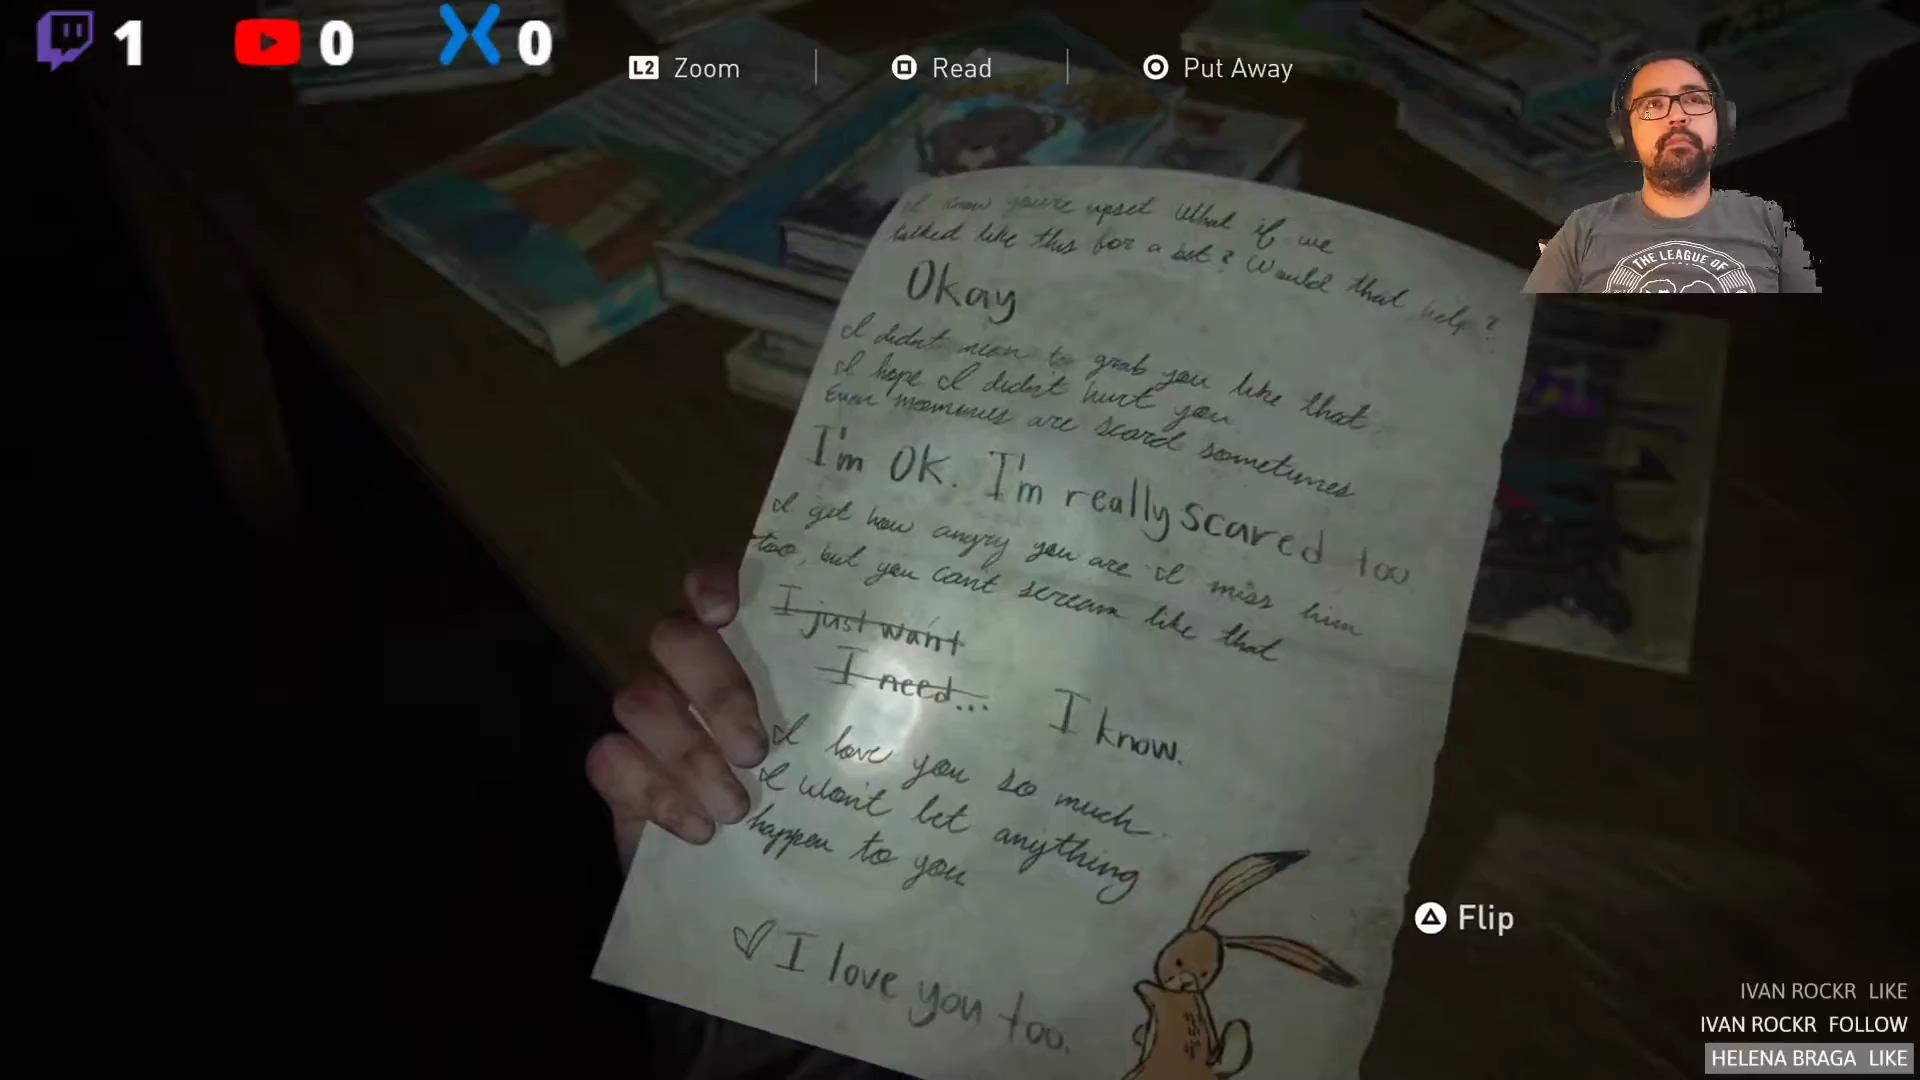 1 0 0
L2 Zoom Read Put Away
THE LEAGUE OF
I know you're upset What if we
talked like this for a bit? Would that help?
Okay
I didnt mean to grab you like that
I hope I didn't hurt you
Even mommies are scard sometimes
I'm OK. I'm really scared too
I get how angry you are I miss him
too, but you can't scream like that
I just want
I need... I know.
I love you so much
I won't let anything
happen to you
I love you too.
Flip
IVAN ROCKR LIKE
IVAN ROCKR FOLLOW
HELENA BRAGA LIKE